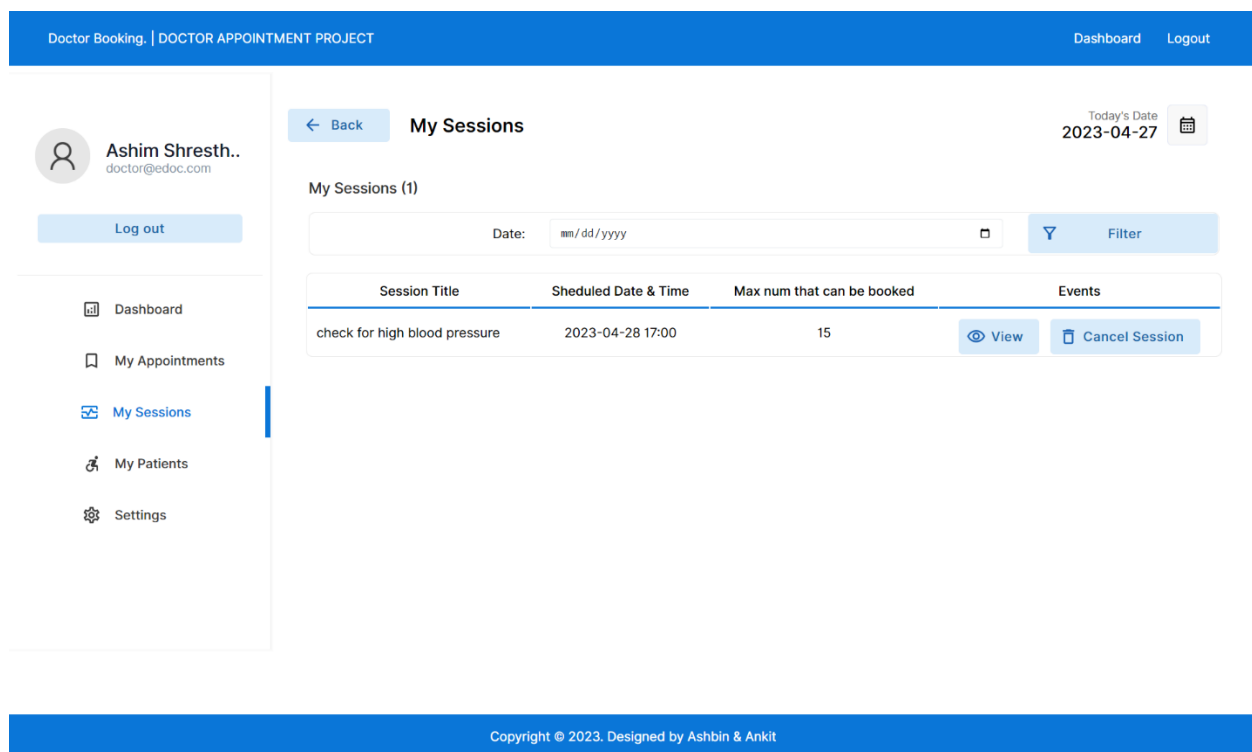 Doctor Booking. | DOCTOR APPOINTMENT PROJECT
Dashboard Logout
Ashim Shresth..
doctor@edoc.com
Log out
Dashboard
My Appointments
My Sessions
My Patients
Settings
Back My Sessions
Today's Date
2023-04-27
My Sessions (1)
Date: mm/dd/yyyy Filter
Session Title Sheduled Date & Time Max num that can be booked Events
check for high blood pressure 2023-04-28 17:00 15 View Cancel Session
Copyright © 2023. Designed by Ashbin & Ankit